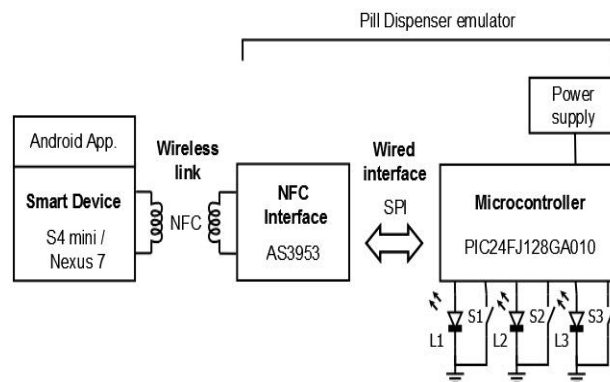 Pill Dispenser emulator
Power
supply
Android App.
Wireless
link
Wired
interface
Smart Device
S4 mini /
Nexus 7
NFC
NFC
Interface
AS3953
SPI
Microcontroller
PIC24FJ128GA010
L1
S1
L2
S2
L3
S3